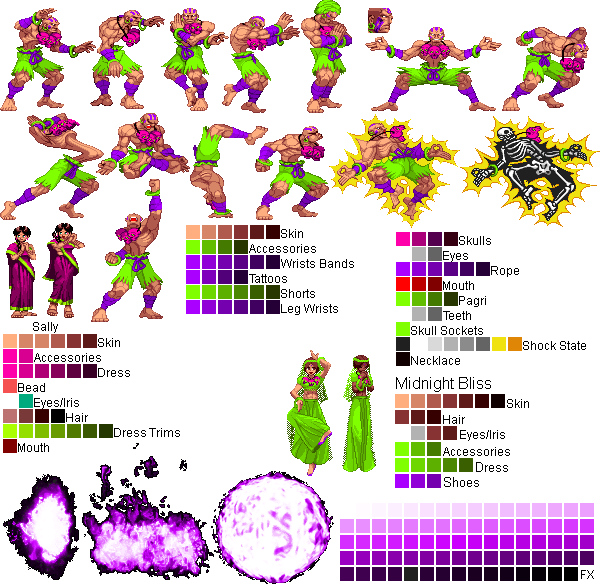 Skin
Accessories
Wrists Bands
Tattoos
Shorts
Leg Wrists
Skulls
Eyes
Rope
Mouth
Pagri
Teeth
Skull Sockets
Shock State
Necklace
Sally
Skin
Accessories
Dress
Bead
Eyes/Iris
Hair
Dress Trims
Mouth
Midnight Bliss
Skin
Hair
Eyes/Iris
Accessories
Dress
Shoes
FX